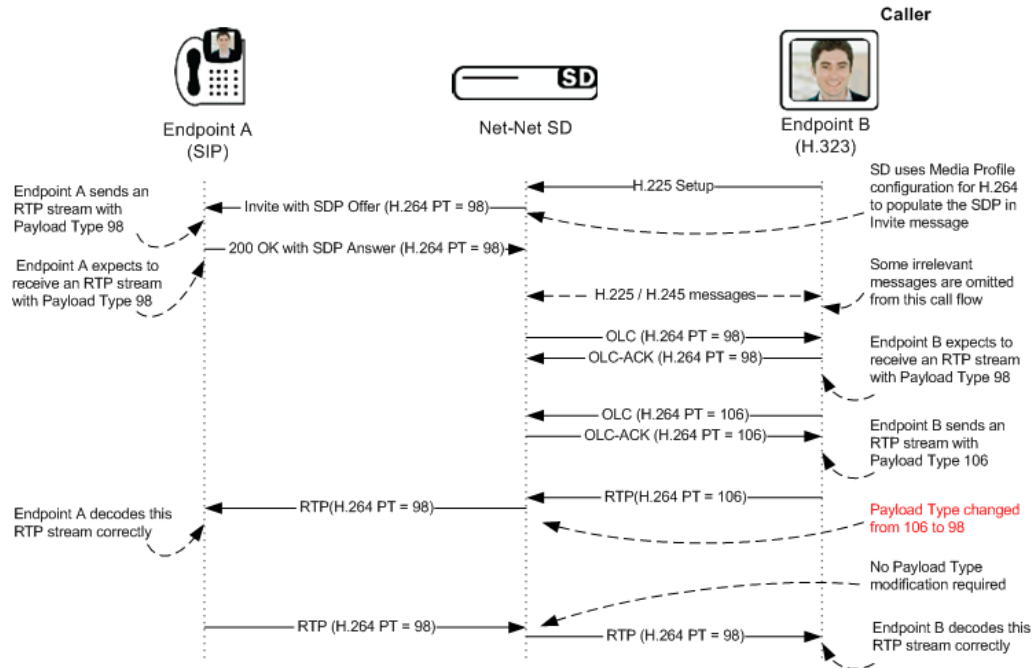 Caller
SD
Endpoint A
(SIP)
Net-Net SD
Endpoint B
(H.323)
Endpoint A sends an
RTP stream with
Payload Type 98
H.225 Setup
SD uses Media Profile
configuration for H.264
to populate the SDP in
Invite message
Invite with SDP Offer (H.264 PT = 98)
200 OK with SDP Answer (H.264 PT = 98)
Endpoint A expects to
receive an RTP stream
with Payload Type 98
Some irrelevant
messages are omitted
from this call flow
H.225 / H.245 messages
OLC (H.264 PT = 98)
OLC-ACK (H.264 PT = 98)
Endpoint B expects to
receive an RTP stream
with Payload Type 98
OLC (H.264 PT = 106)
OLC-ACK (H.264 PT = 106)
Endpoint B sends an
RTP stream with
Payload Type 106
RTP(H.264 PT = 98)
RTP(H.264 PT = 106)
Endpoint A decodes this
RTP stream correctly
Payload Type changed
from 106 to 98
No Payload Type
modification required
RTP (H.264 PT = 98)
RTP (H.264 PT = 98)
Endpoint B decodes this
RTP stream correctly